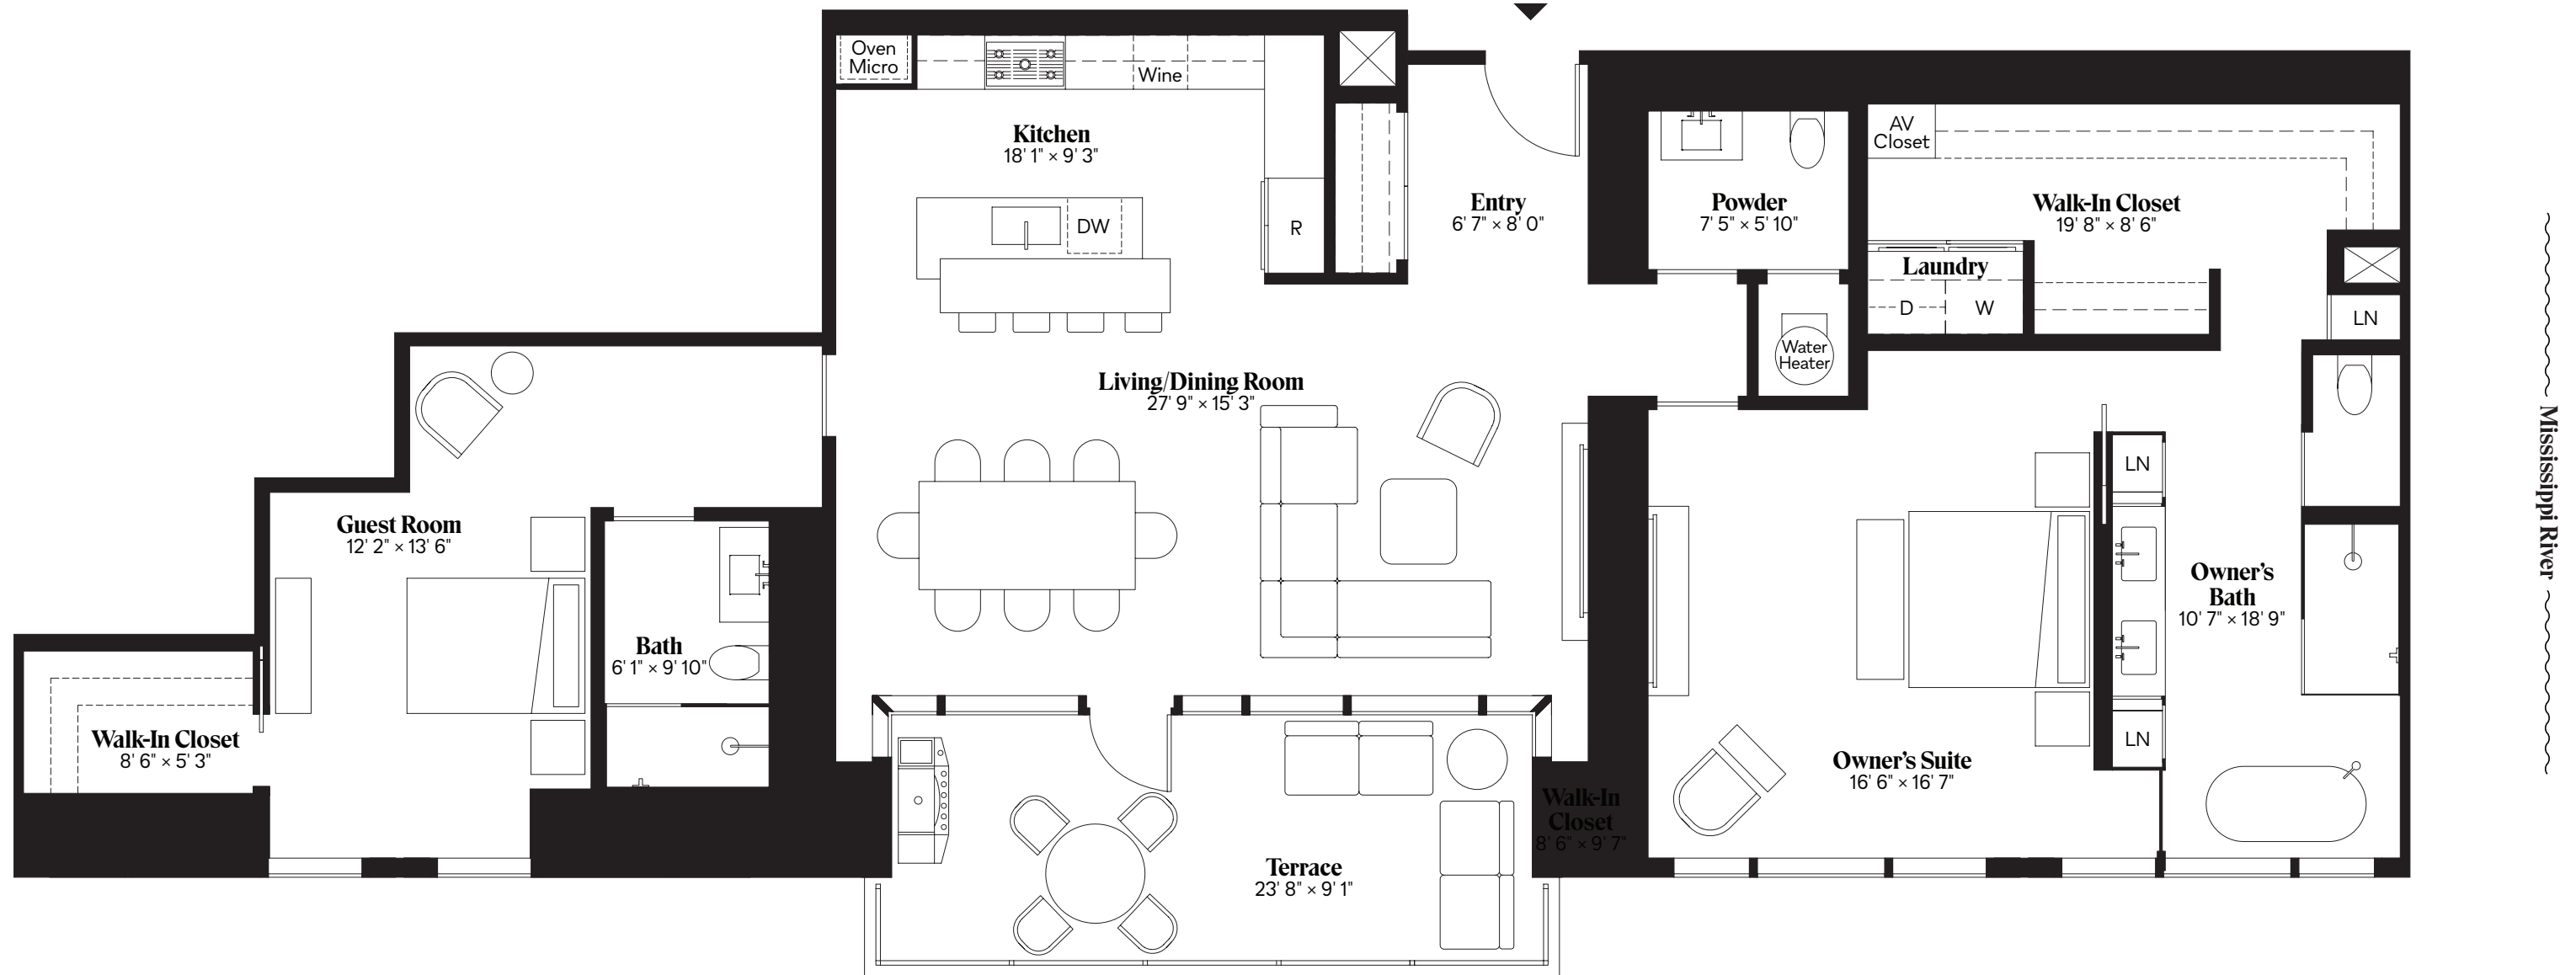 Oven
Micro
Wine
Kitchen
18' 1" × 9' 3"
DW
R
Entry
6' 7" × 8' 0"
Powder
7' 5" × 5' 10"
AV
Closet
Walk-In Closet
19' 8" × 8' 6"
Laundry
D
W
LN
Water
Heater
Living/Dining Room
27' 9" × 15' 3"
Guest Room
12' 2" × 13' 6"
Bath
6' 1" × 9' 10"
Walk-In Closet
8' 6" × 5' 3"
LN
Owner's
Bath
10' 7" × 18' 9"
LN
Owner's Suite
16' 6" × 16' 7"
Walk-In
Closet
8' 6" × 9' 7"
Terrace
23' 8" × 9' 1"
Mississippi River